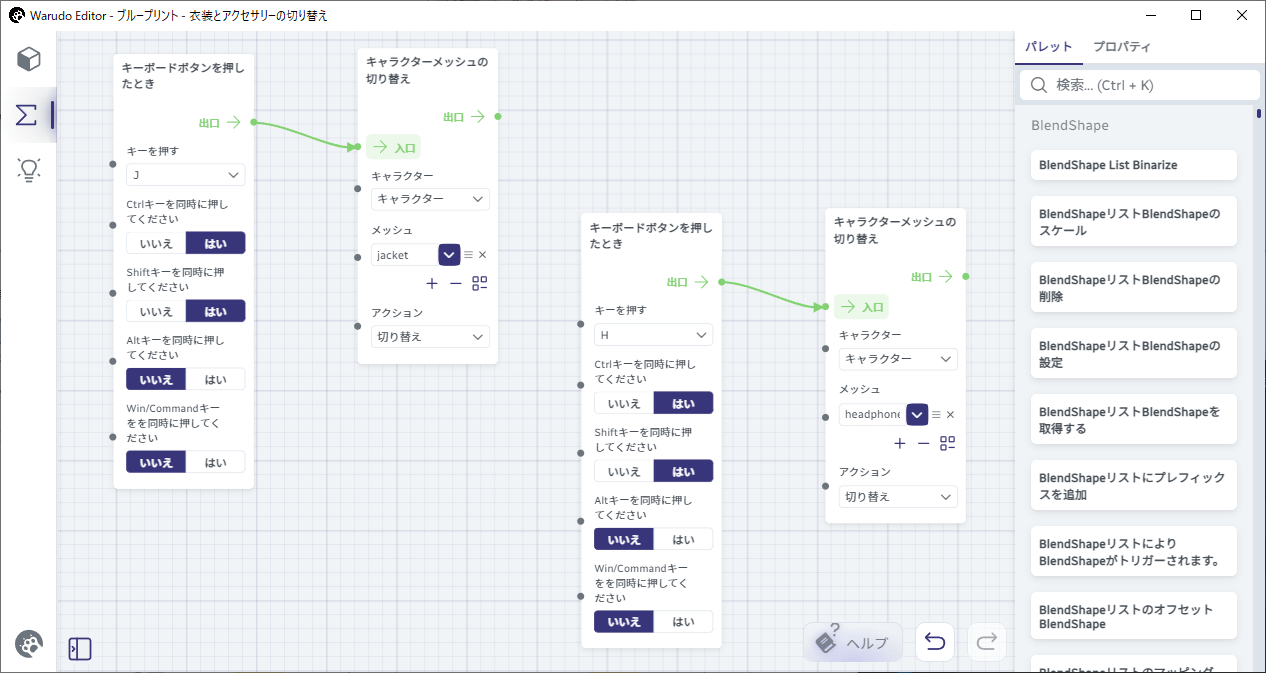 Warudo Editor - ブループリント - 衣装とアクセサリーの切り替え
キーボードボタンを押し
たとき
出口
キーを押す
J
Ctrlキーを同時に押し
てください
いいえ はい
Shiftキーを同時に押
してください
いいえ はい
Altキーを同時に押し
てください
いいえ はい
Win/Commandキー
をを同時に押してく
ださい
いいえ はい
キャラクターメッシュの
切り替え
出口
入口
キャラクター
キャラクター
メッシュ
jacket
アクション
切り替え
キーボードボタンを押し
たとき
出口
キーを押す
H
Ctrlキーを同時に押し
てください
いいえ はい
Shiftキーを同時に押
してください
いいえ はい
Altキーを同時に押し
てください
いいえ はい
Win/Commandキー
をを同時に押してく
ださい
いいえ はい
キャラクターメッシュの
切り替え
出口
入口
キャラクター
キャラクター
メッシュ
headphone
アクション
切り替え
ヘルプ
パレット プロパティ
検索... (Ctrl + K)
BlendShape
BlendShape List Binarize
BlendShapeリストBlendShapeの
スケール
BlendShapeリストBlendShapeの
削除
BlendShapeリストBlendShapeの
設定
BlendShapeリストBlendShapeを
取得する
BlendShapeリストにプレフィック
スを追加
BlendShapeリストにより
BlendShapeがトリガーされます。
BlendShapeリストのオフセット
BlendShape
BlendShapeリストのマッピング